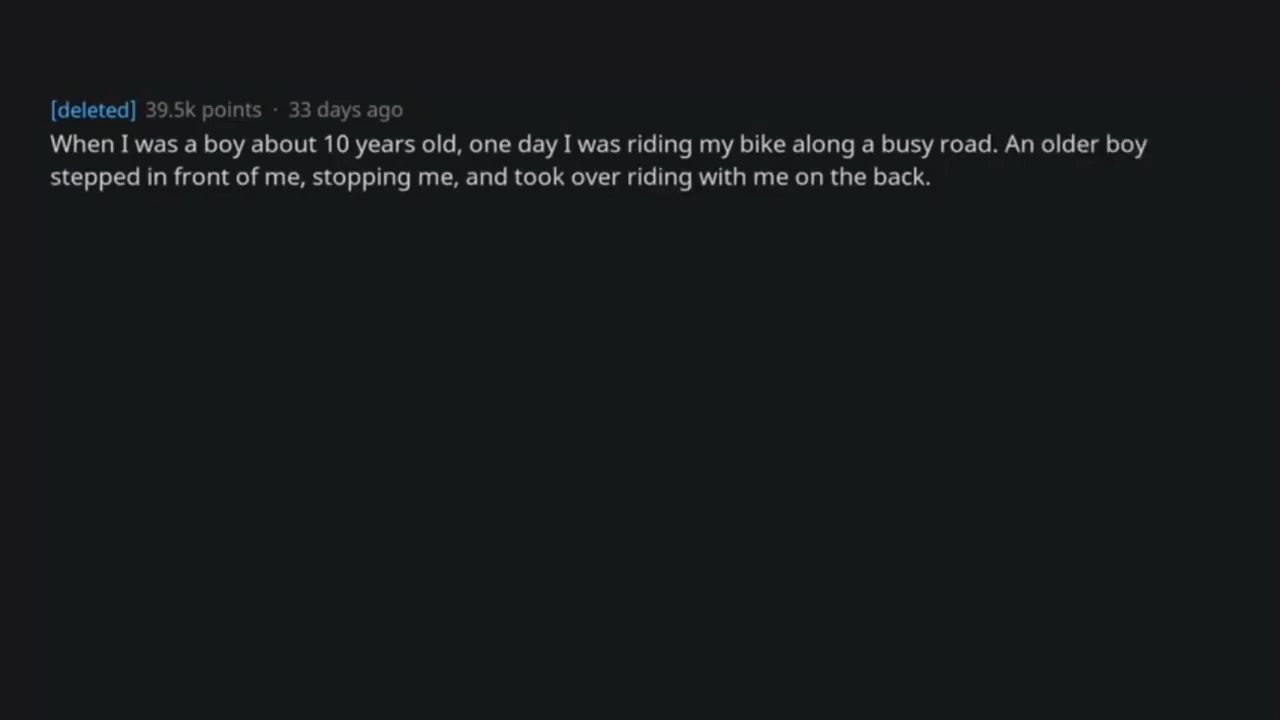 [deleted] 39.5k points · 33 days ago
When I was a boy about 10 years old, one day I was riding my bike along a busy road. An older boy
stepped in front of me, stopping me, and took over riding with me on the back.